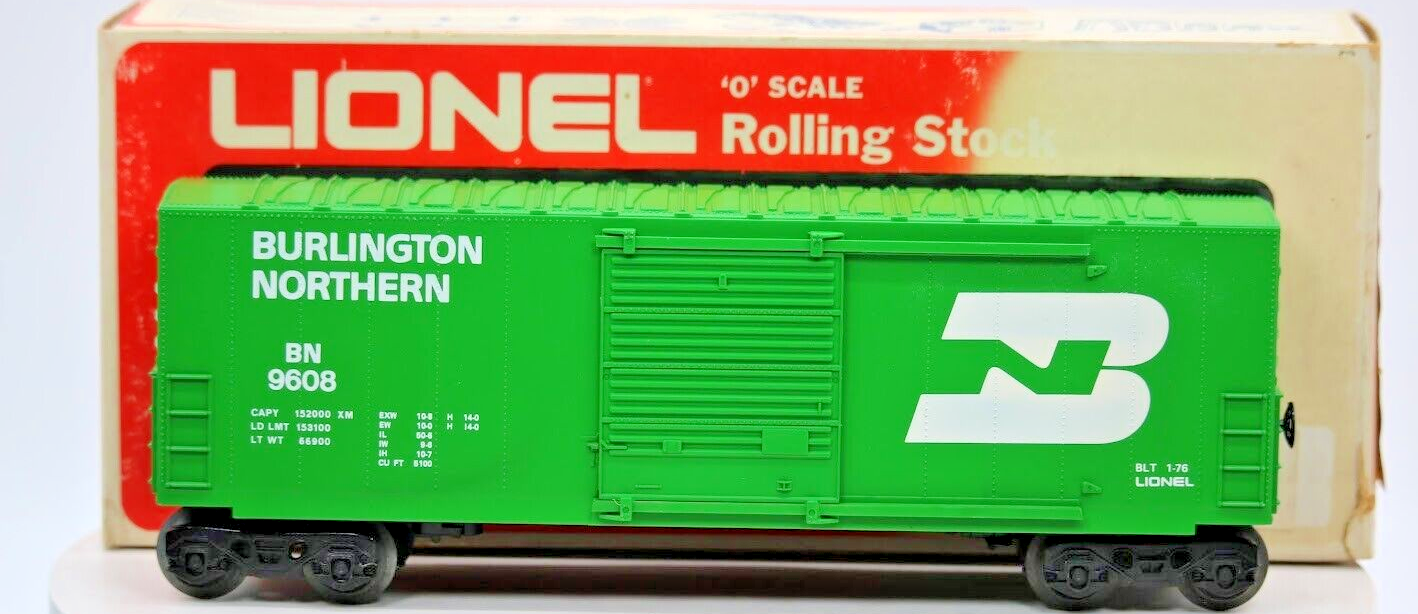 LIONEL
'O' SCALE
Rolling Stock
BURLINGTON
NORTHERN
BN
9608
CAPY 152000 XM
LD LMT 153100
LT WT 66900
EXW 10-8 H 14-0
EW 10-0 H 14-0
IL 50-6
IW 9-6
IH 10-7
CU FT 5100
BN
BLT 1-76
LIONEL